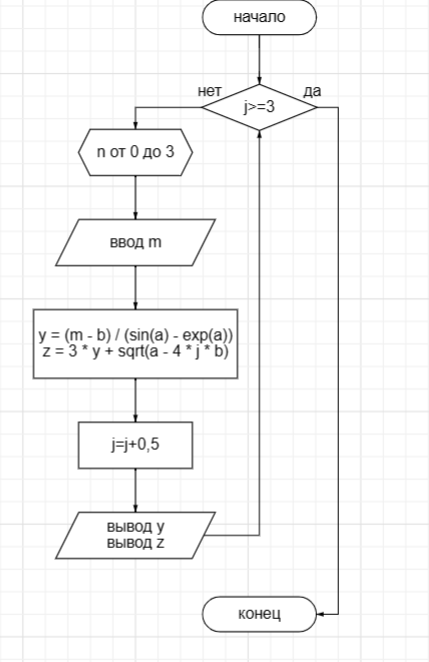 начало
нет
да
j>=3
n от 0 до 3
ввод m
y = (m - b) / (sin(a) - exp(a))
z = 3 * y + sqrt(a - 4 * j * b)
j=j+0,5
вывод y
вывод z
конец